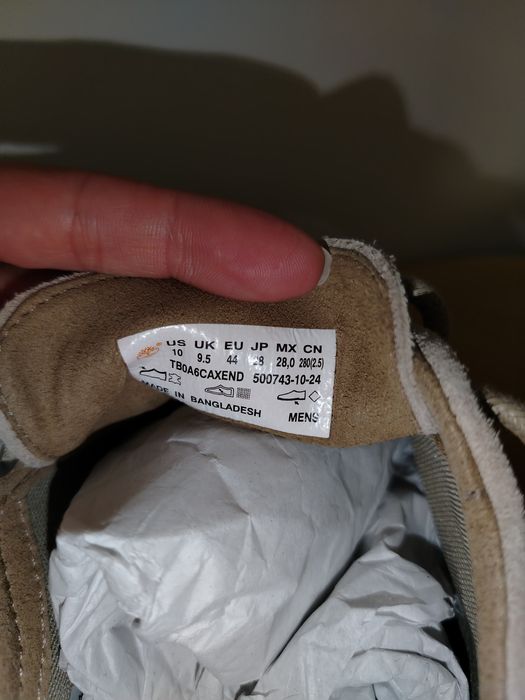 US UK EU JP MX CN
10 9.5 44 28 28,0 280(2.5)
TB0A6CAXEND 500743-10-24
MADE IN BANGLADESH MENS